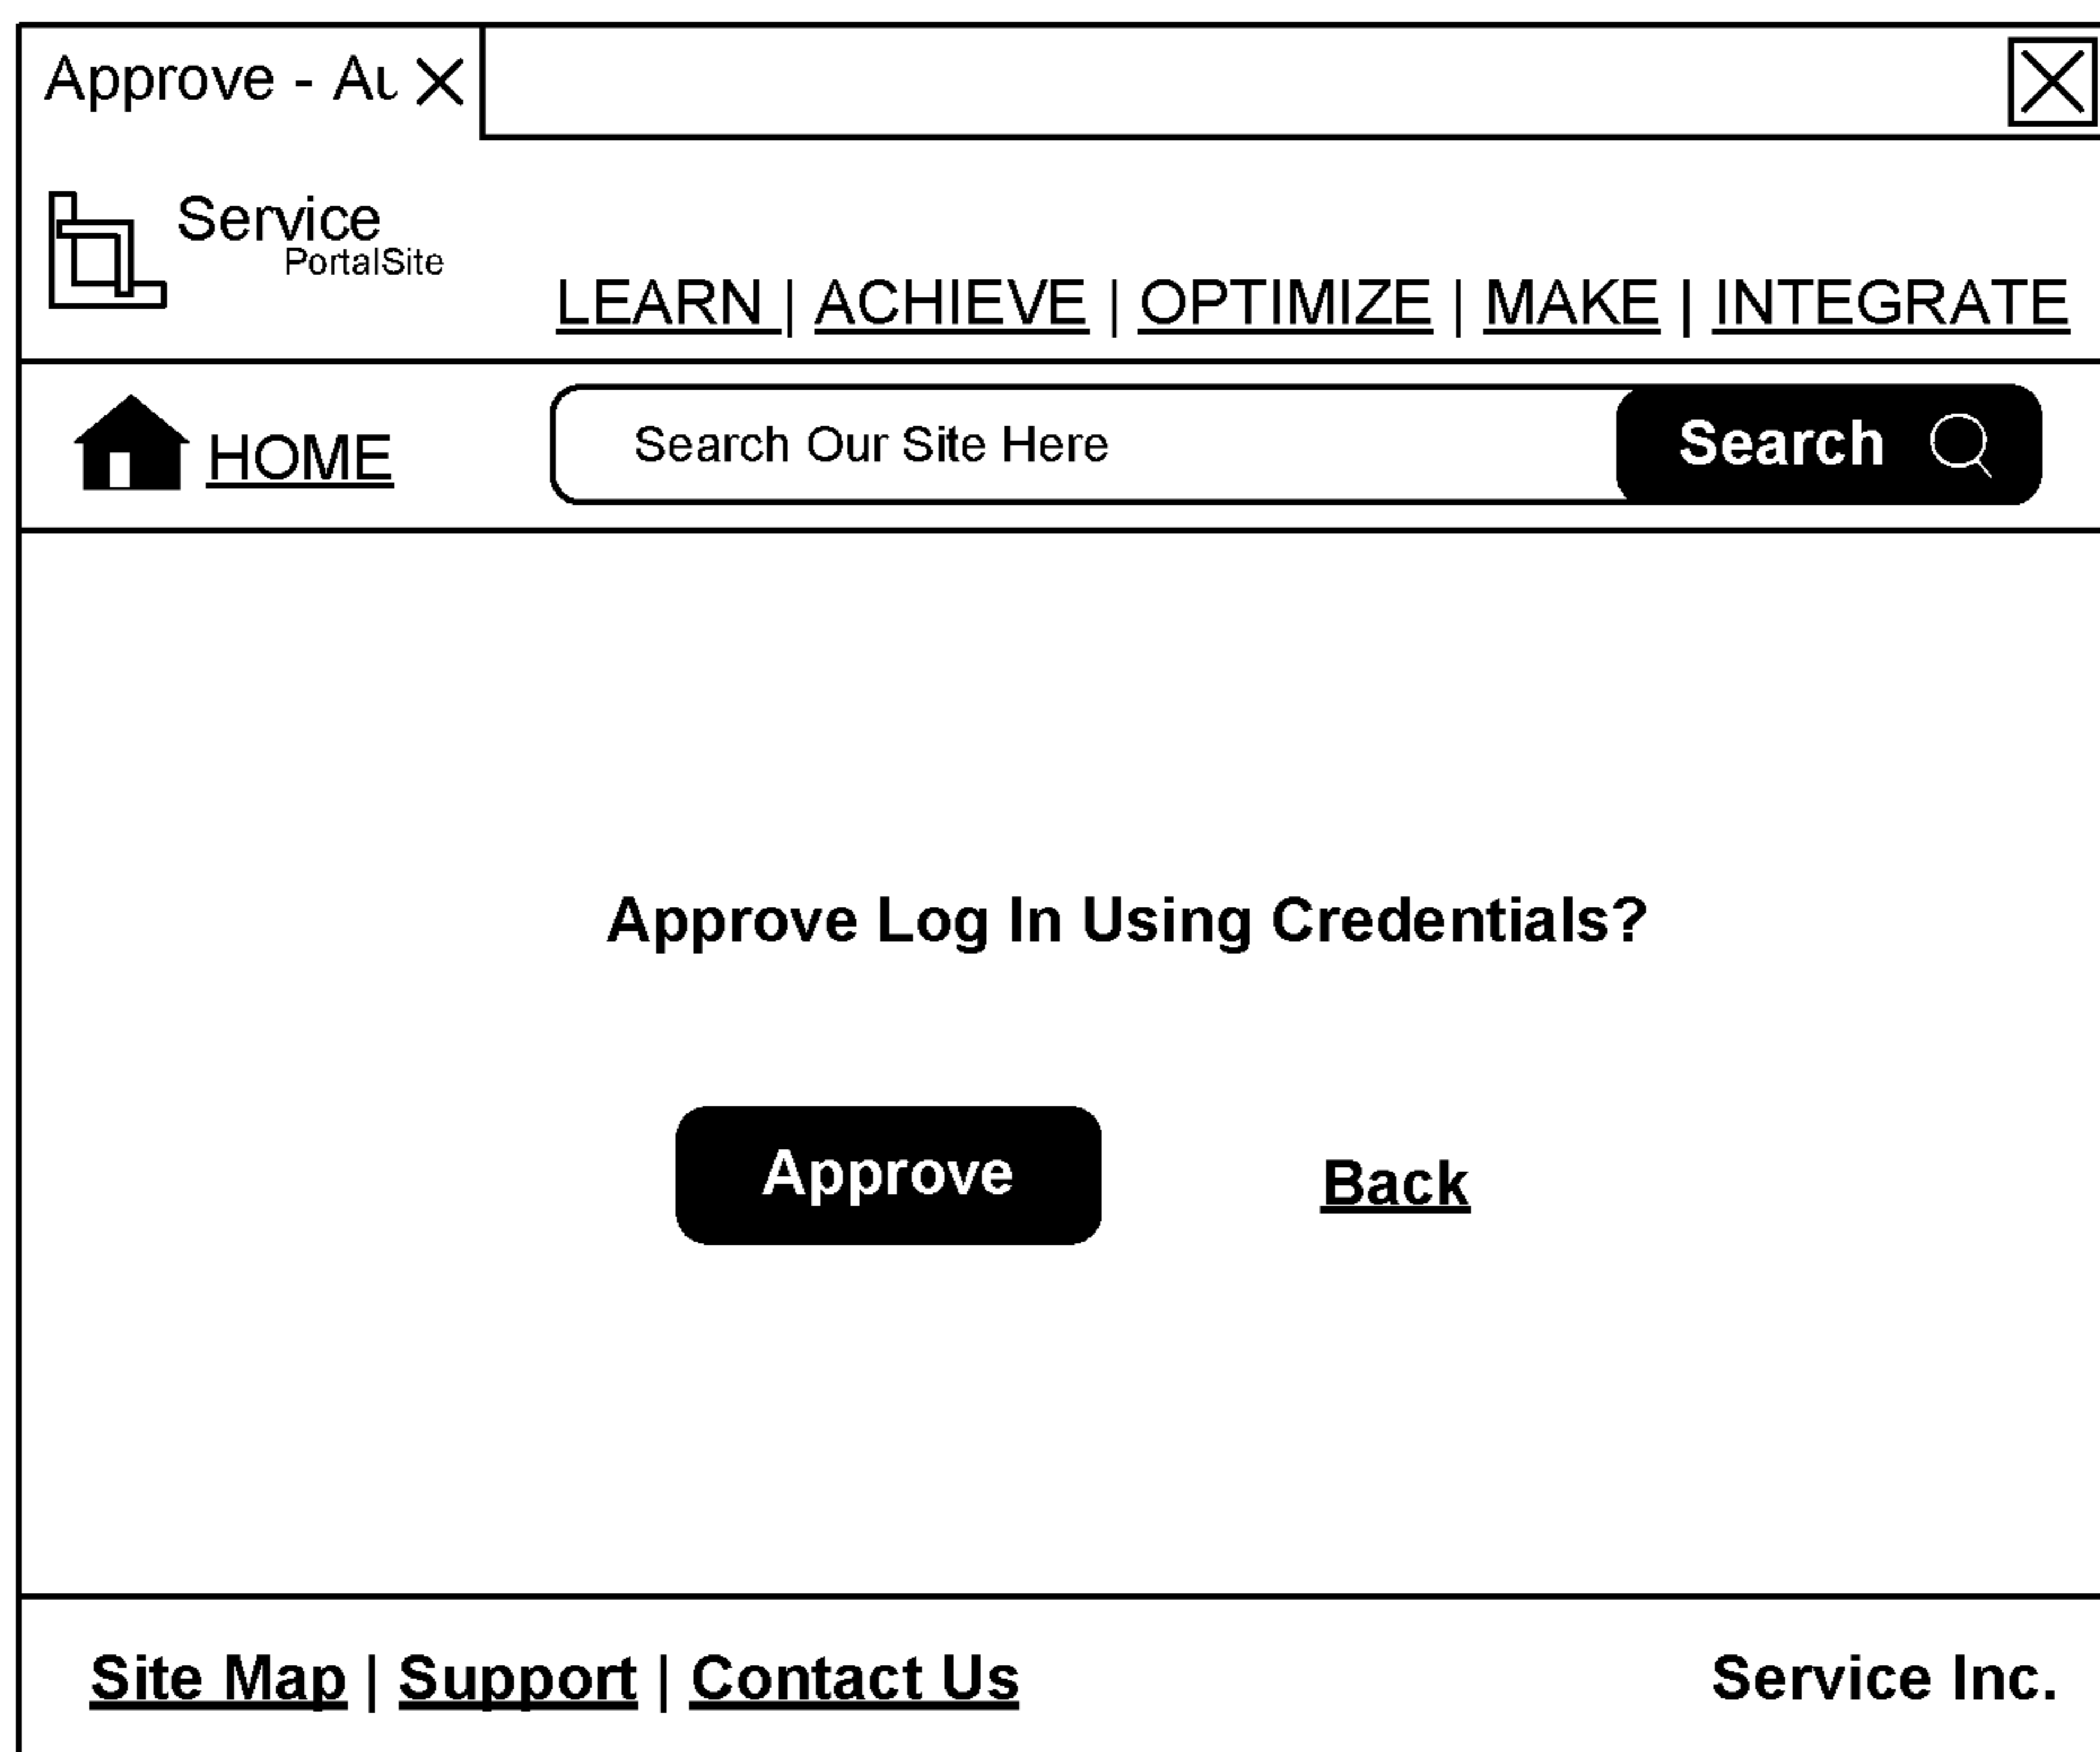 Approve - Au
Service
PortalSite
LEARN | ACHIEVE | OPTIMIZE | MAKE | INTEGRATE
HOME
Search Our Site Here
Search
Approve Log In Using Credentials?
Approve
Back
Site Map | Support | Contact Us
Service Inc.